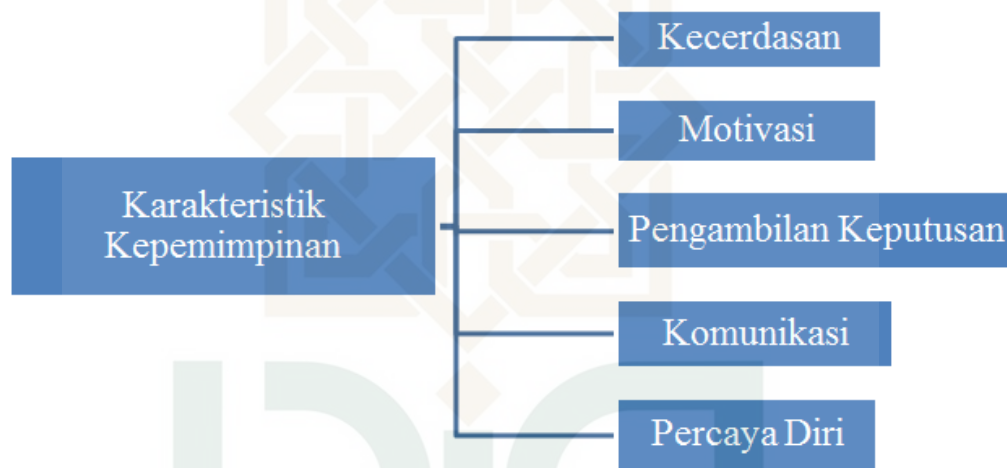 Karakteristik
Kepemimpinan
Kecerdasan
Motivasi
Pengambilan Keputusan
Komunikasi
Percaya Diri